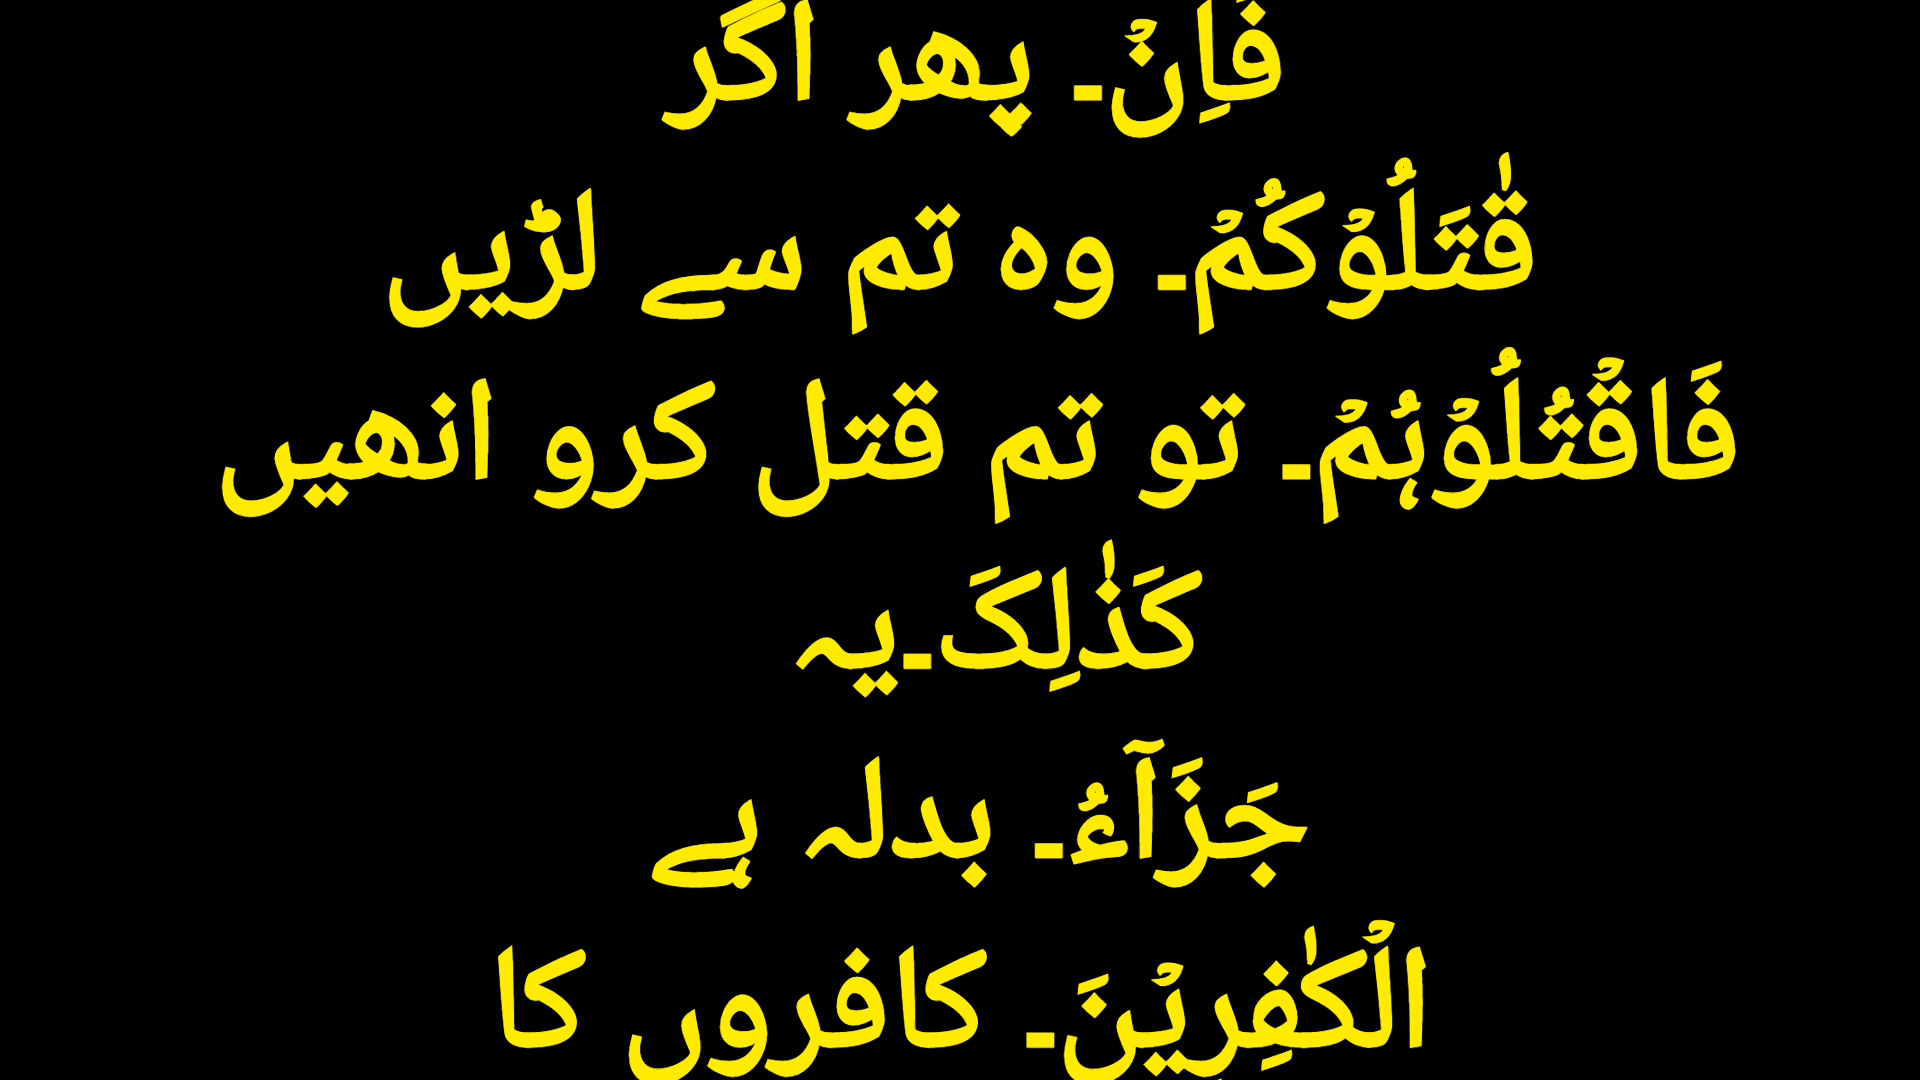 فَاِنۡ۔ پھر اگر
قٰتَلُوۡکُمۡ۔ وہ تم سے لڑیں
فَاقۡتُلُوۡہُمۡ۔ تو تم قتل کرو انھیں
کَذٰلِکَ۔یہ
جَزَآءُ۔ بدلہ ہے
الۡکٰفِرِیۡنَ۔ کافروں کا